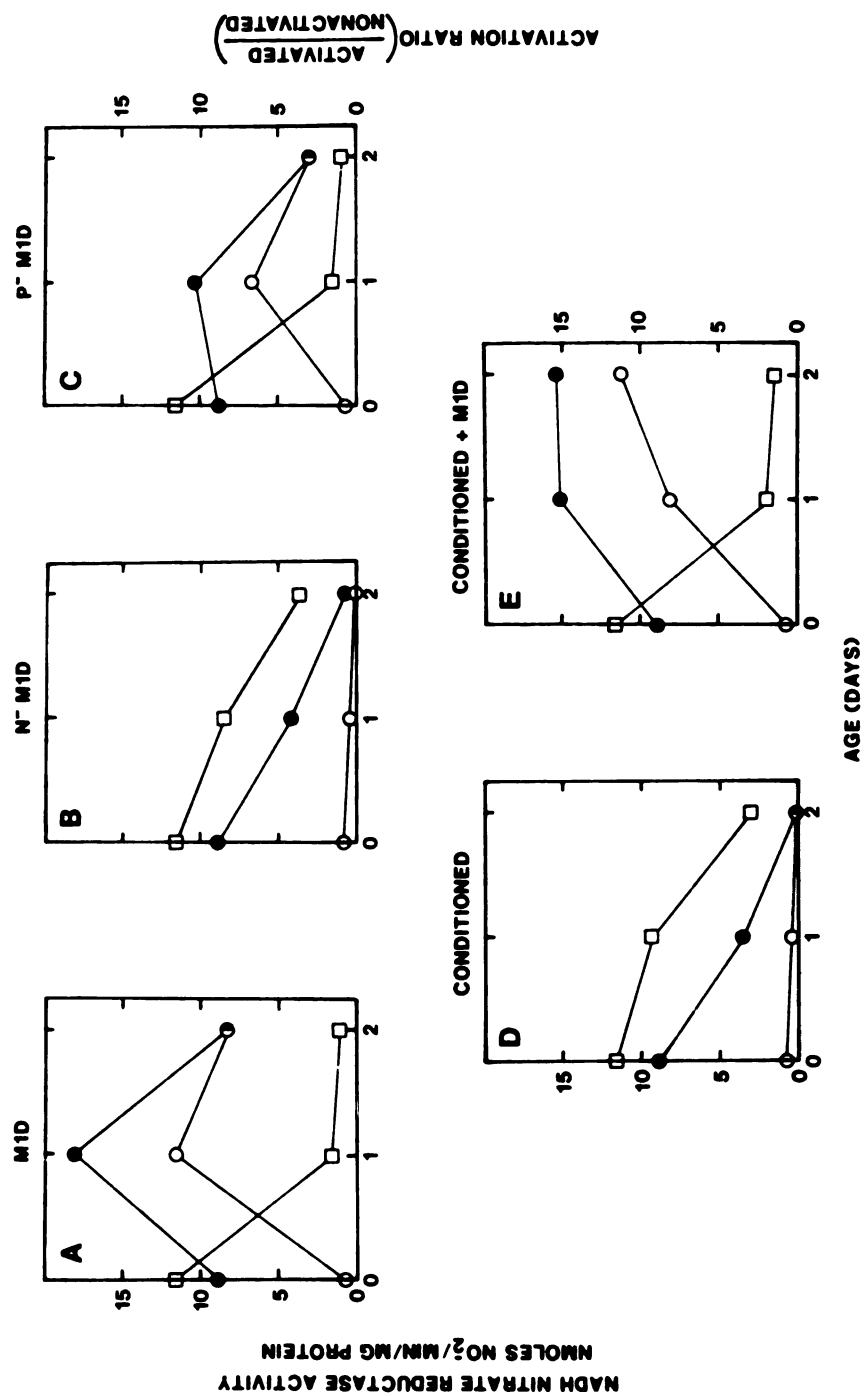 NADH NITRATE REDUCTASE ACTIVITY
NMOLES NO₂⁻/MIN/MG PROTEIN
M1D
A
15
10
5
0
0
1
2
N⁻ M1D
B
0
1
2
P⁻ M1D
C
15
10
5
0
0
1
2
ACTIVATION RATIO (ACTIVATED
NONACTIVATED)
CONDITIONED
D
15
10
5
0
0
1
2
CONDITIONED + M1D
E
15
10
5
0
0
1
2
AGE (DAYS)